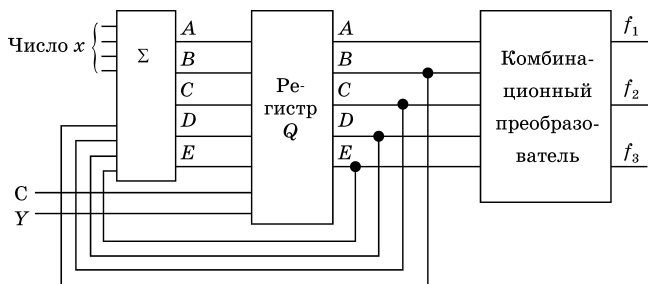 Число x
Σ
A
B
C
D
E
C
Y
Ре-
гистр
Q
A
B
C
D
E
Комбина-
ционный
преобразо-
ватель
f1
f2
f3